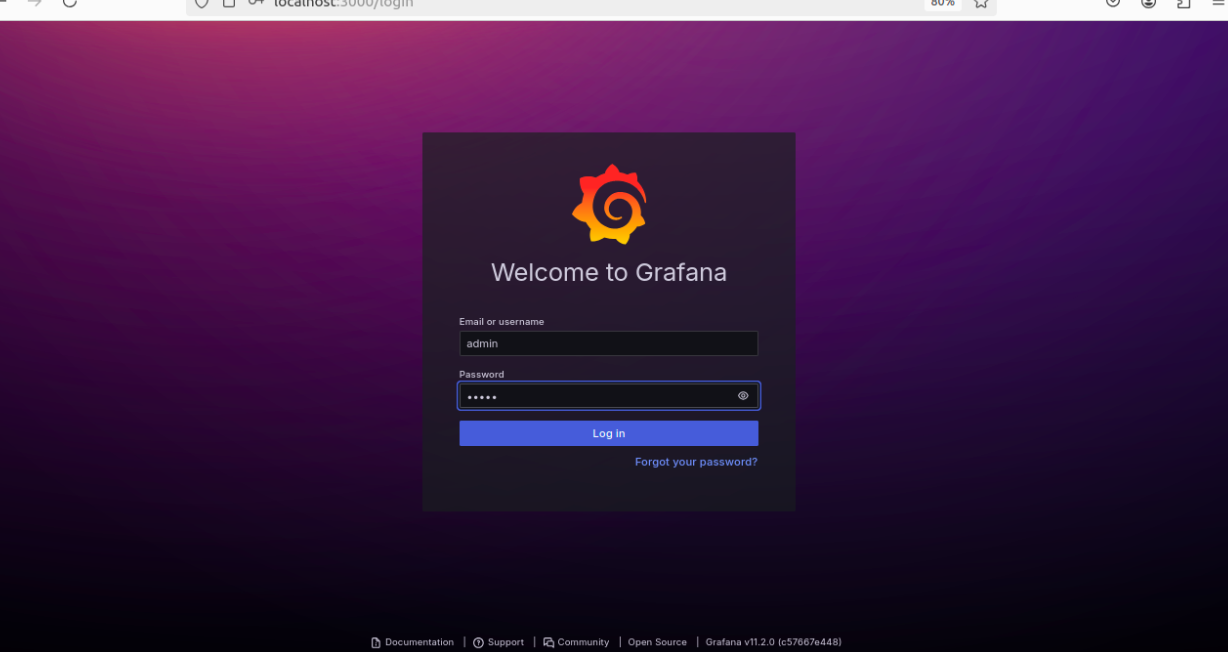 localhost:3000/login
80%
Welcome to Grafana
Email or username
admin
Password
•••••
Log in
Forgot your password?
Documentation | Support | Community | Open Source | Grafana v11.2.0 (c57667e448)